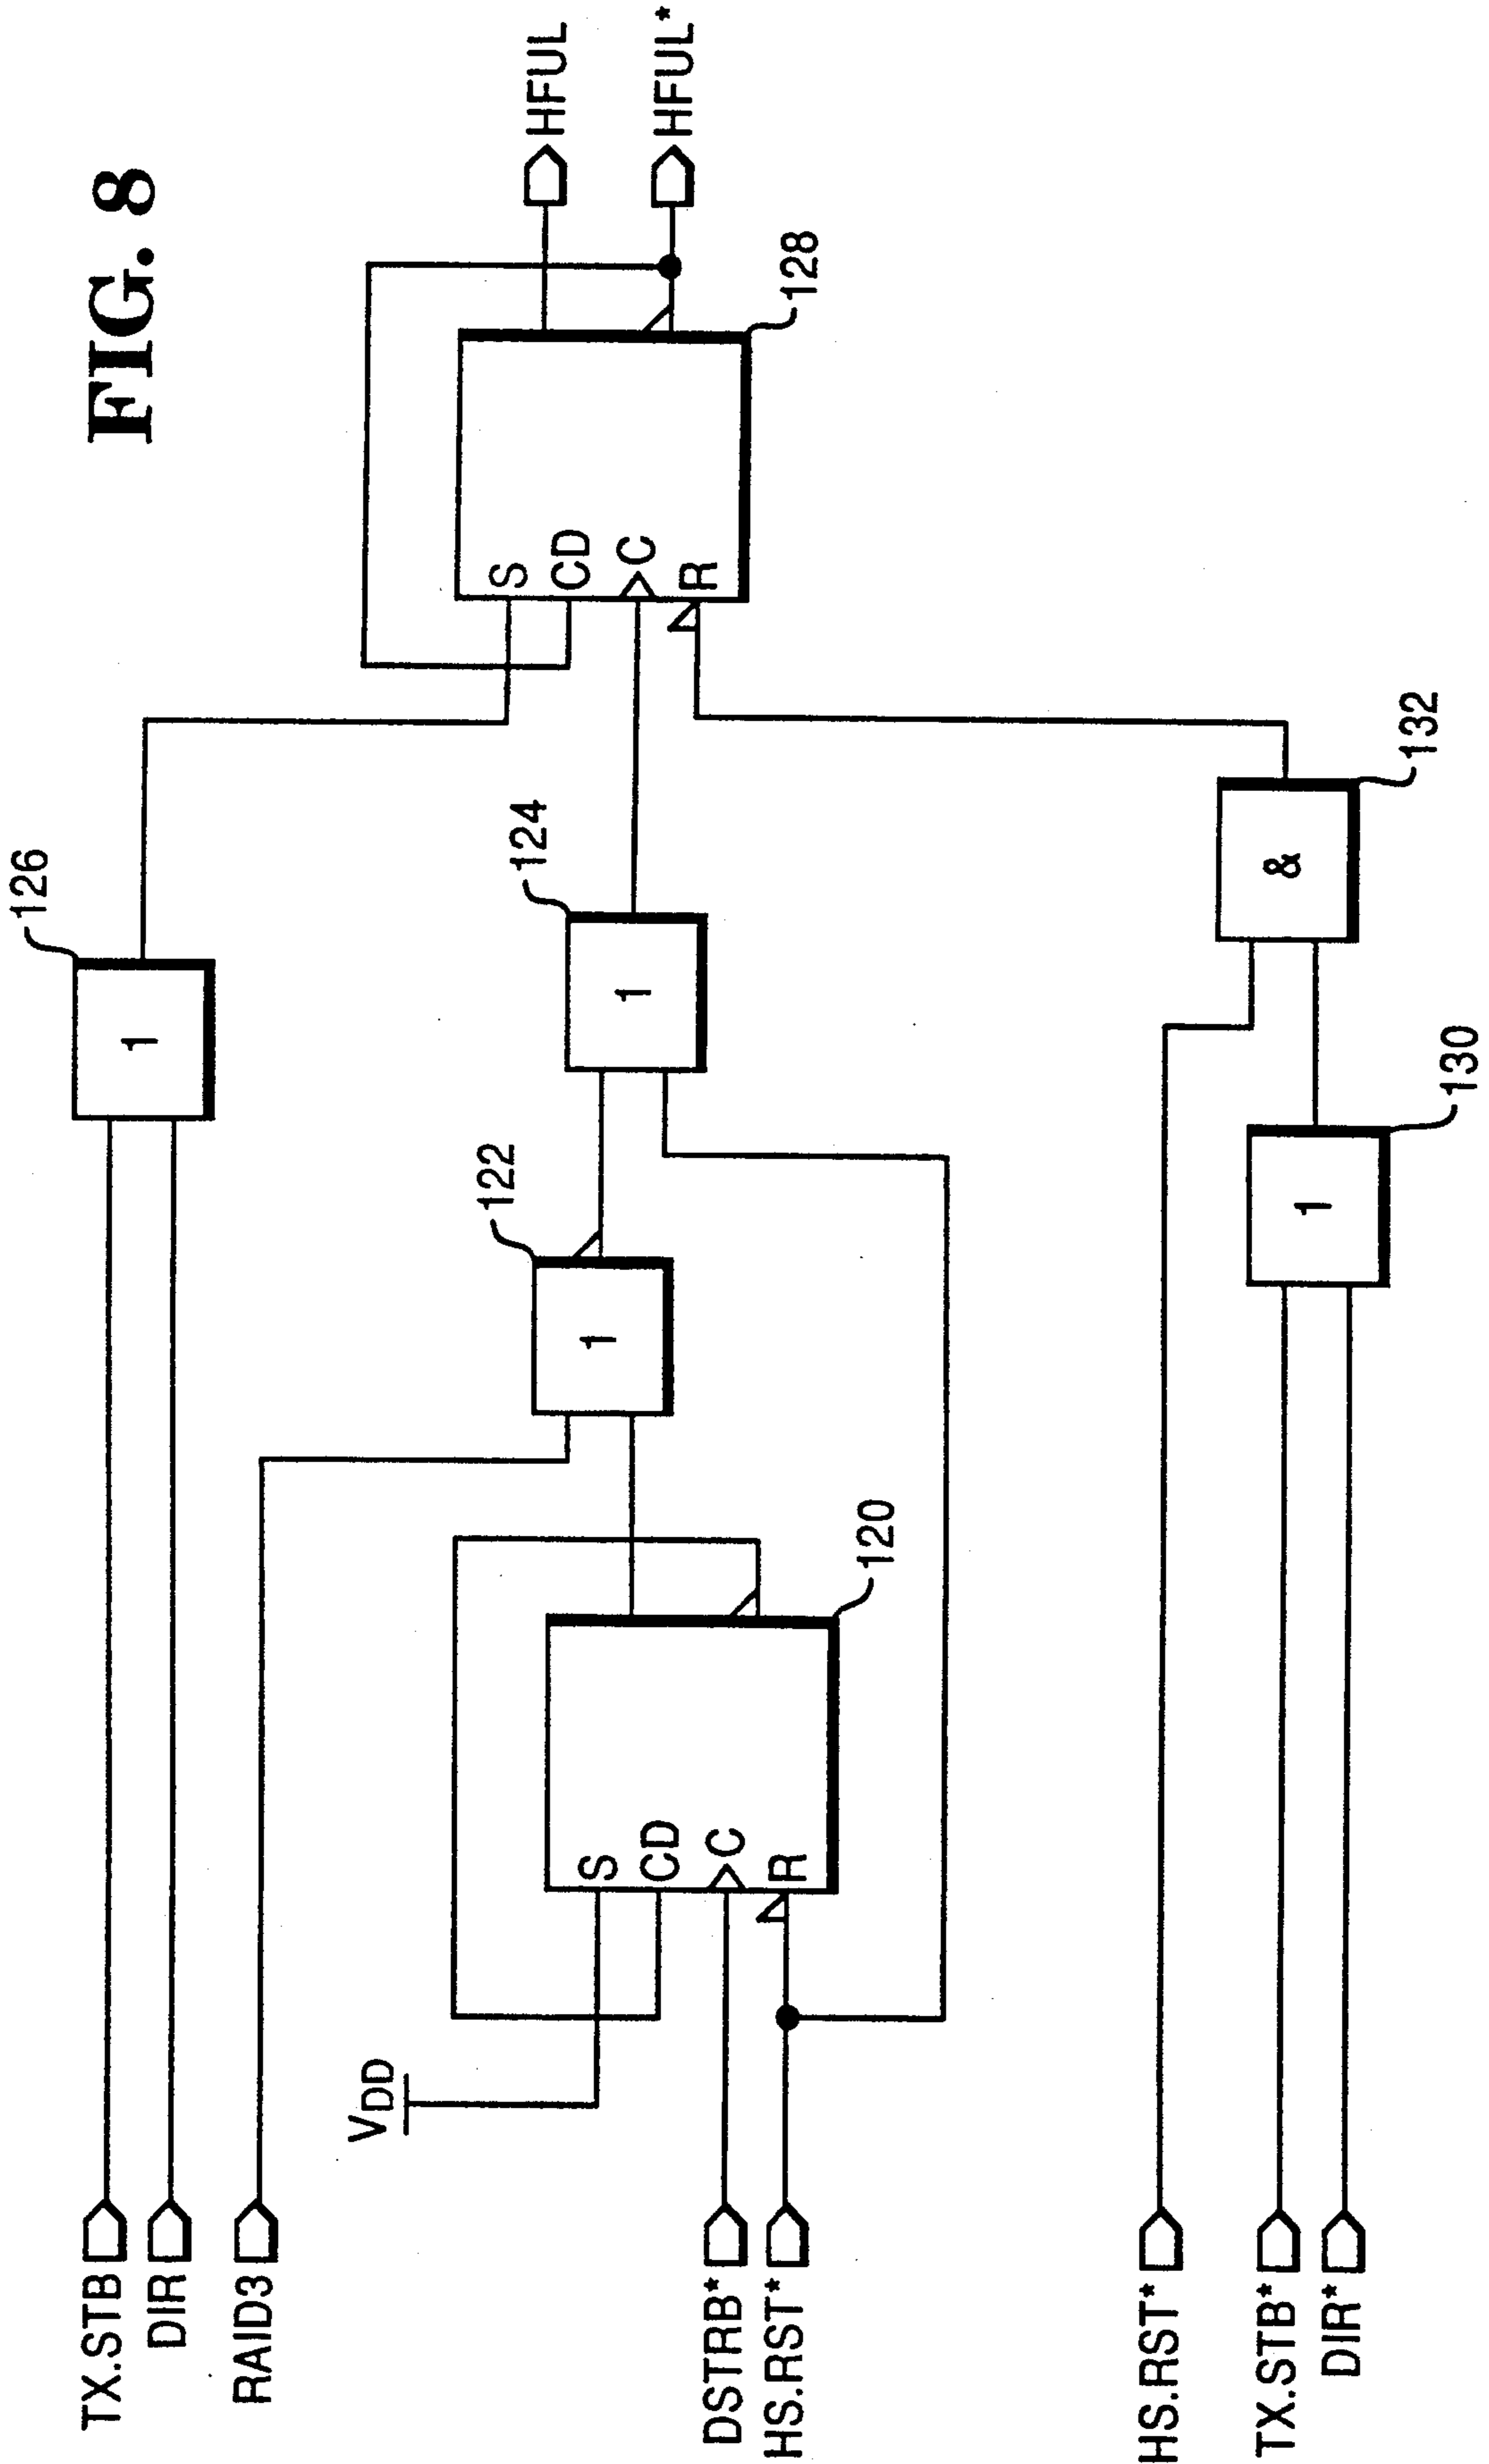 FIG. 8
TX.STB
DIR
RAID3
126
1
VDD
S
CD
C
R
120
122
1
124
1
S
CD
C
R
128
HFUL
HFUL*
DSTRB*
HS.RST*
HS.RST*
TX.STB*
DIR*
1
130
&
132